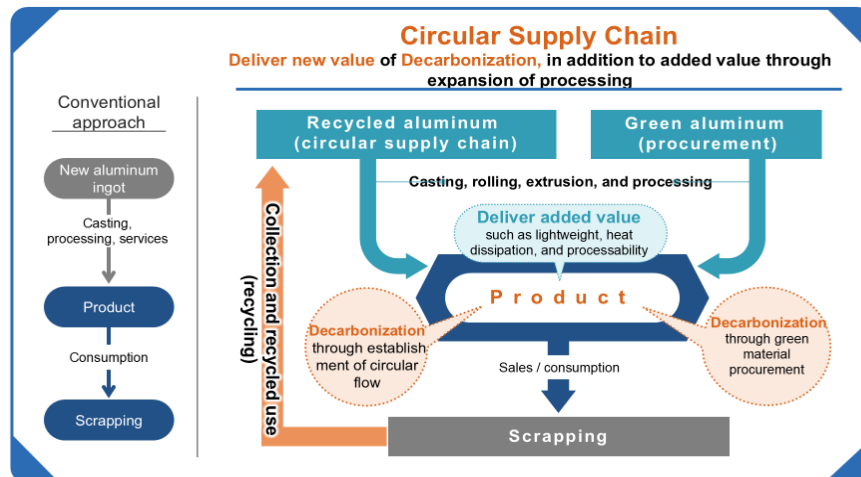 Circular Supply Chain
Deliver new value of Decarbonization, in addition to added value through
expansion of processing
Conventional
approach
New aluminum
ingot
Casting,
processing, services
Product
Consumption
Scrapping
Recycled aluminum
(circular supply chain)
Green aluminum
(procurement)
Casting, rolling, extrusion, and processing
Deliver added value
such as lightweight, heat
dissipation, and processability
Product
Decarbonization
through establish
ment of circular
flow
Decarbonization
through green
material
procurement
Sales / consumption
Scrapping
Collection and recycled use
(recycling)